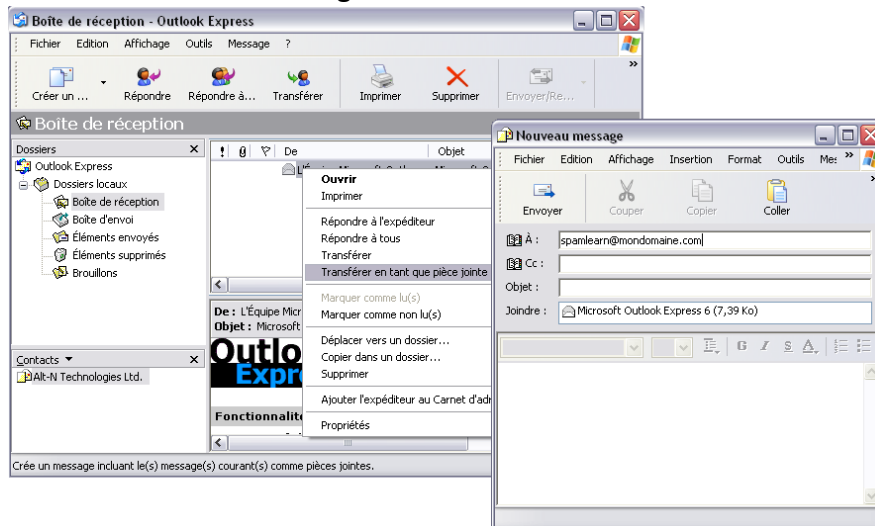 Boîte de réception - Outlook Express
Fichier Edition Affichage Outils Message ?
Créer un ... Répondre Répondre à... Transférer Imprimer Supprimer Envoyer/Re...
»
Boîte de réception
Dossiers x
Outlook Express
Dossiers locaux
Boîte de réception
Boîte d'envoi
Éléments envoyés
Éléments supprimés
Brouillons
Contacts x
Alt-N Technologies Ltd.
! De Objet
Ouvrir
Imprimer
Répondre à l'expéditeur
Répondre à tous
Transférer
Transférer en tant que pièce jointe
Marquer comme lu(s)
Marquer comme non lu(s)
Déplacer vers un dossier...
Copier dans un dossier...
Supprimer
Ajouter l'expéditeur au Carnet d'adr
Propriétés
De : L'Équipe Micr
Objet : Microsoft
Outlo
Expr
Fonctionnalité
Crée un message incluant le(s) message(s) courant(s) comme pièces jointes.
Nouveau message
Fichier Edition Affichage Insertion Format Outils Mes »
Envoyer Couper Copier Coller
»
À : spamlearn@mondomaine.com
Cc :
Objet :
Joindre : Microsoft Outlook Express 6 (7,39 Ko)
G I S A